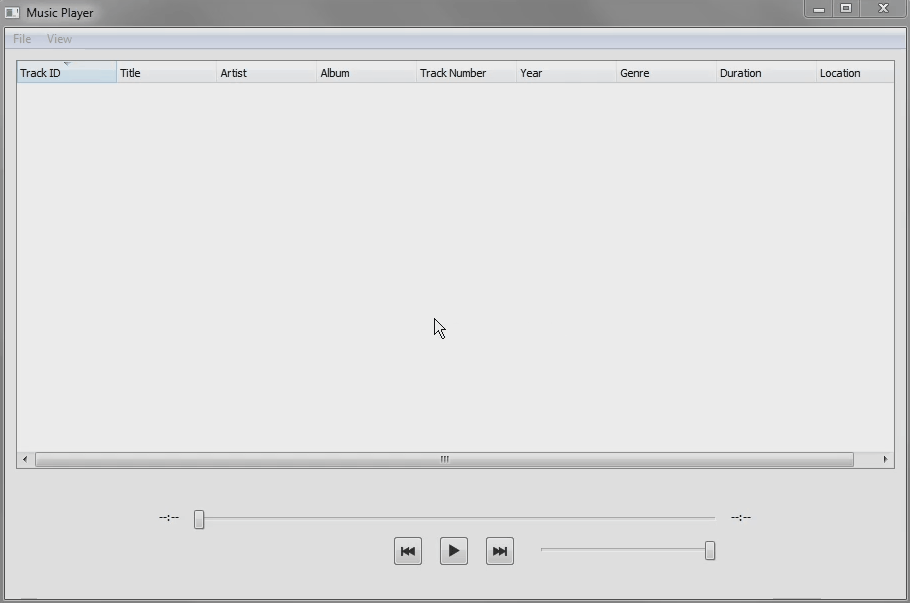 Music Player
File View
Track ID Title Artist Album Track Number Year Genre Duration Location
--:-- --:--